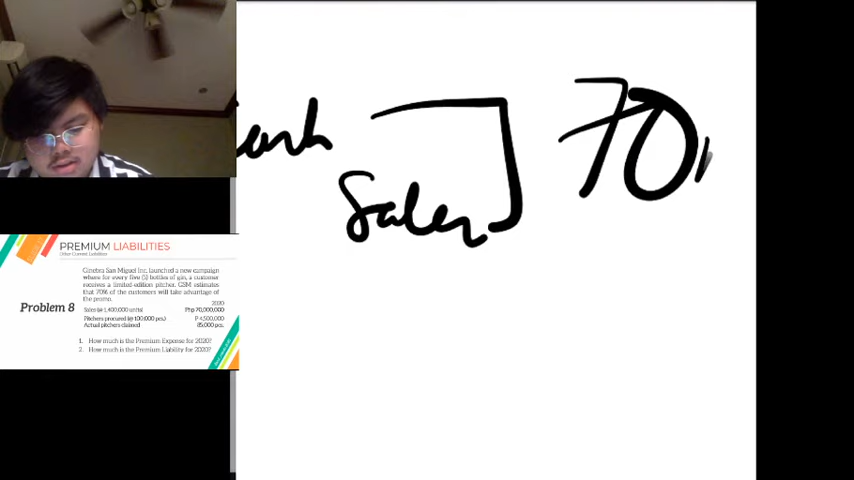 PREMIUM LIABILITIES
Other Current Liabilities
Problem 8
Ginebra San Miguel Inc. launched a new campaign
where for every five (5) bottles of gin, a customer
receives a limited-edition pitcher. GSM estimates
that 70% of the customers will take advantage of
the promo.
2020
Sales (@ 1,400,000 units) Php 70,000,000
Pitchers procured (@ 100,000 pcs.) P 4,500,000
Actual pitchers claimed 85,000 pcs.
1. How much is the Premium Expense for 2020?
2. How much is the Premium Liability for 2020?
70
Sales